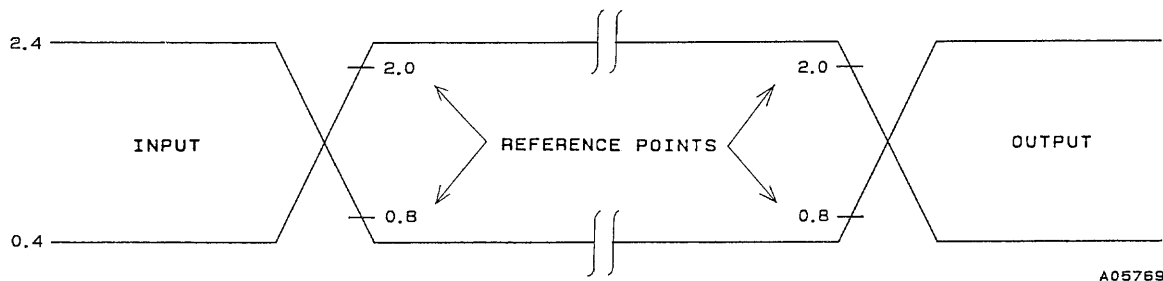 2.4
2.0 2.0
INPUT REFERENCE POINTS OUTPUT
0.8 0.8
0.4
A05769